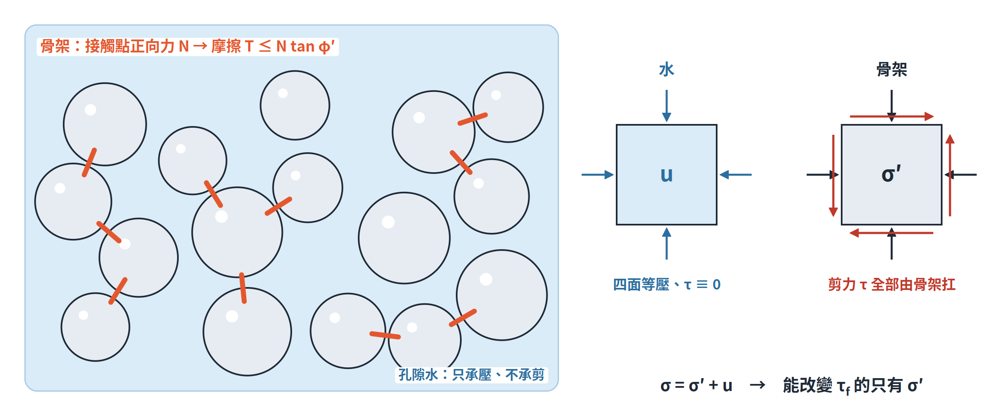 骨架：接觸點正向力 N → 摩擦 T ≤ N tan φ′
孔隙水：只承壓、不承剪
水
u
四面等壓、τ ≡ 0
骨架
σ′
剪力 τ 全部由骨架扛
σ = σ′ + u → 能改變 τf 的只有 σ′